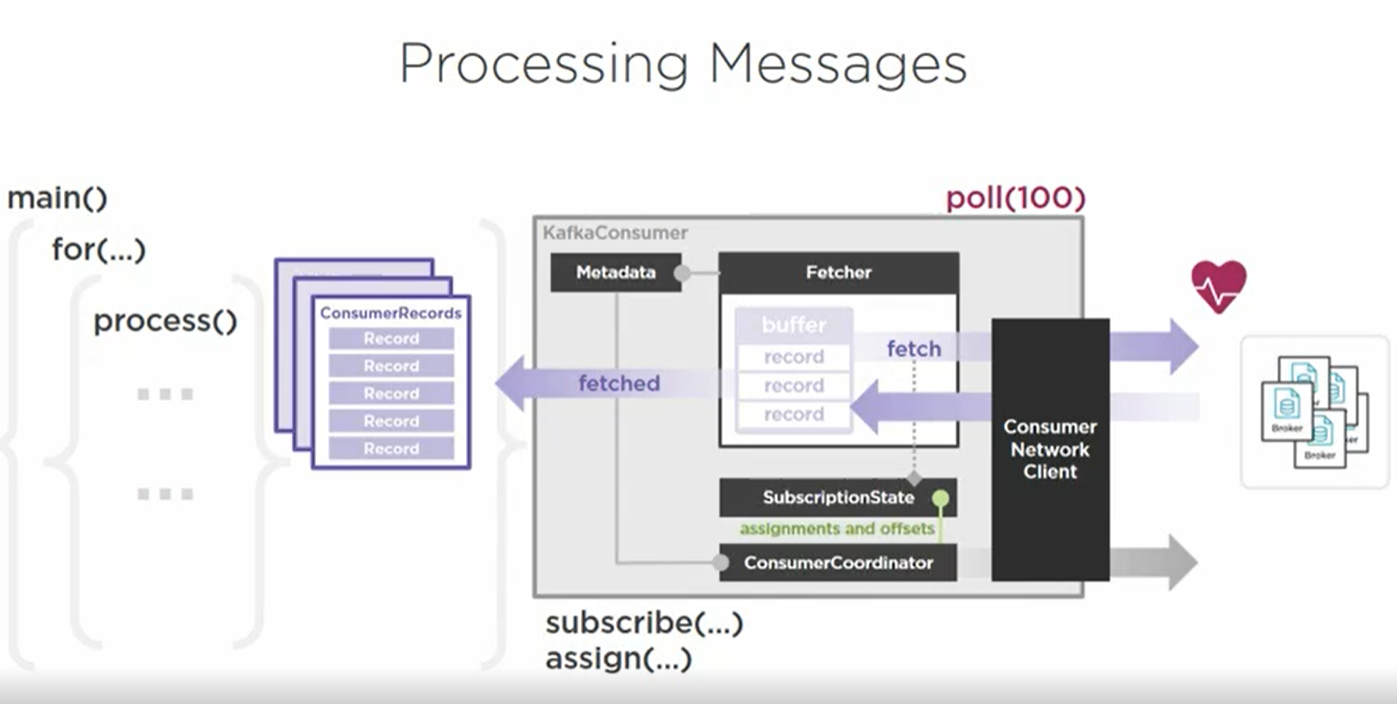 Processing Messages
main()
poll(100)
for(...)
KafkaConsumer
Metadata
Fetcher
process()
ConsumerRecords
Record
Record
Record
Record
Record
buffer
record
record
record
fetch
fetched
Consumer
Network
Client
Broker
Broker
SubscriptionState
assignments and offsets
ConsumerCoordinator
subscribe(...)
assign(...)